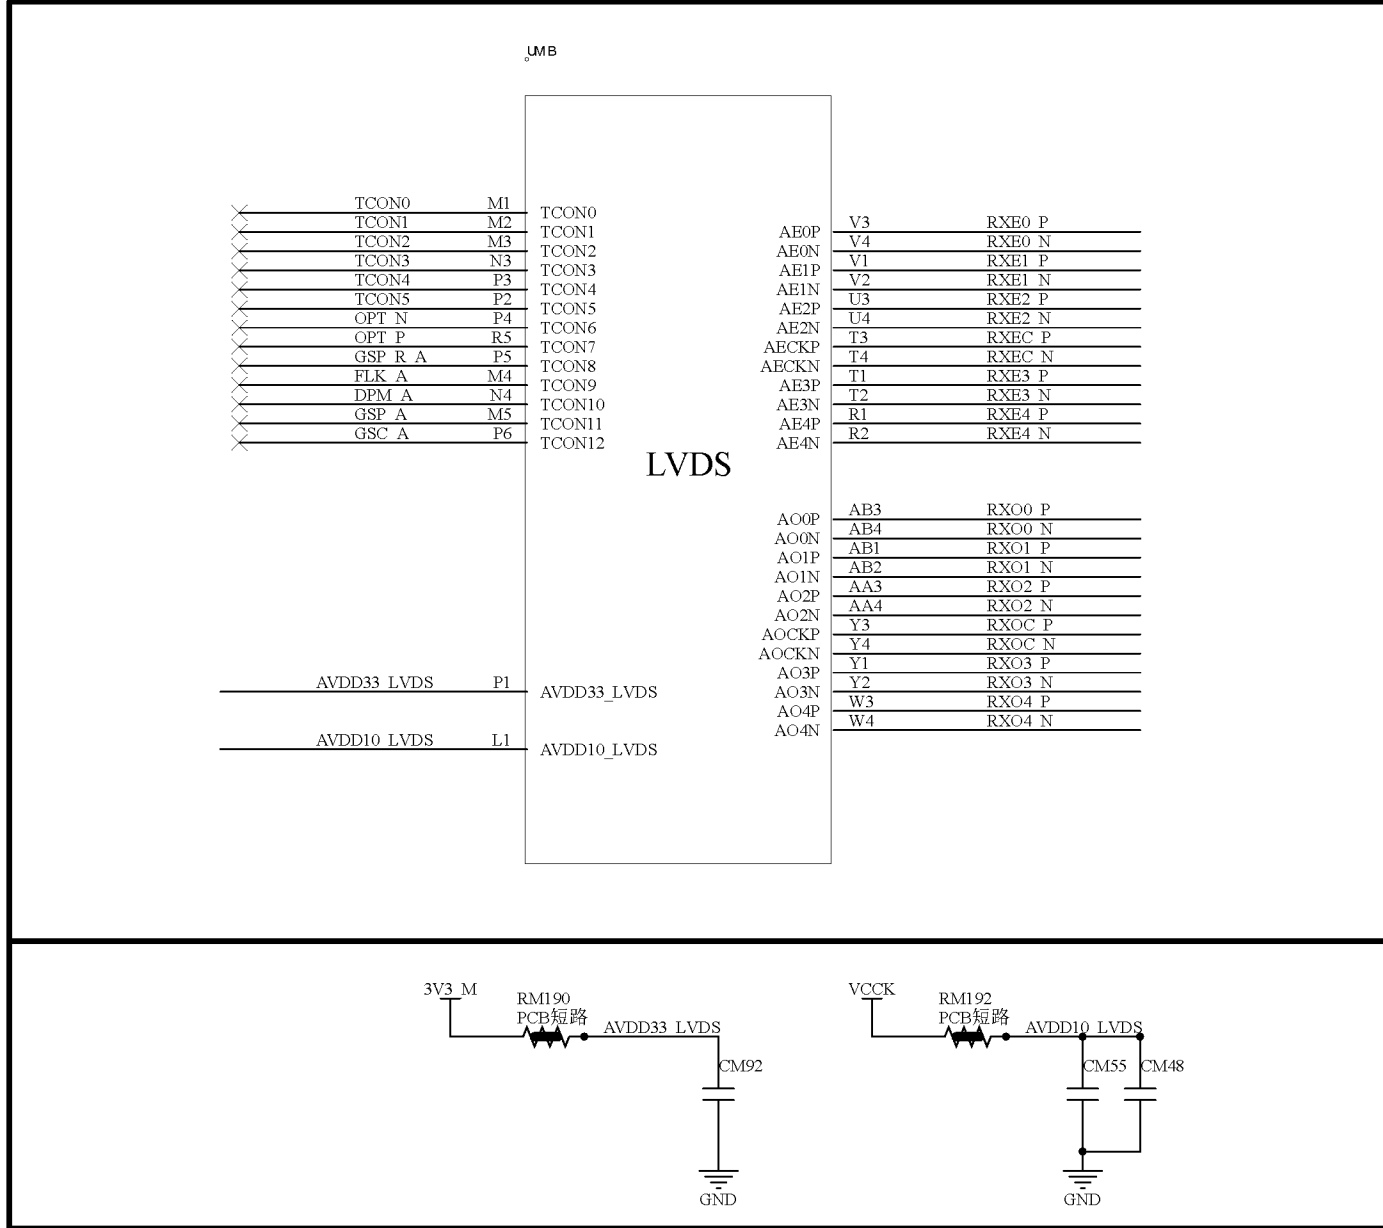 UMB
TCON0 M1 TCON0
TCON1 M2 TCON1
TCON2 M3 TCON2
TCON3 N3 TCON3
TCON4 P3 TCON4
TCON5 P2 TCON5
OPT_N P4 TCON6
OPT_P R5 TCON7
GSP_R_A P5 TCON8
FLK_A M4 TCON9
DPM_A N4 TCON10
GSP_A M5 TCON11
GSC_A P6 TCON12
LVDS
AVDD33_LVDS P1 AVDD33_LVDS
AVDD10_LVDS L1 AVDD10_LVDS
AE0P V3 RXE0_P
AE0N V4 RXE0_N
AE1P V1 RXE1_P
AE1N V2 RXE1_N
AE2P U3 RXE2_P
AE2N U4 RXE2_N
AECKP T3 RXEC_P
AECKN T4 RXEC_N
AE3P T1 RXE3_P
AE3N T2 RXE3_N
AE4P R1 RXE4_P
AE4N R2 RXE4_N
AO0P AB3 RXO0_P
AO0N AB4 RXO0_N
AO1P AB1 RXO1_P
AO1N AB2 RXO1_N
AO2P AA3 RXO2_P
AO2N AA4 RXO2_N
AOCKP Y3 RXOC_P
AOCKN Y4 RXOC_N
AO3P Y1 RXO3_P
AO3N Y2 RXO3_N
AO4P W3 RXO4_P
AO4N W4 RXO4_N
3V3_M
RM190
PCB短路
AVDD33_LVDS
CM92
GND
VCCK
RM192
PCB短路
AVDD10_LVDS
CM55
CM48
GND